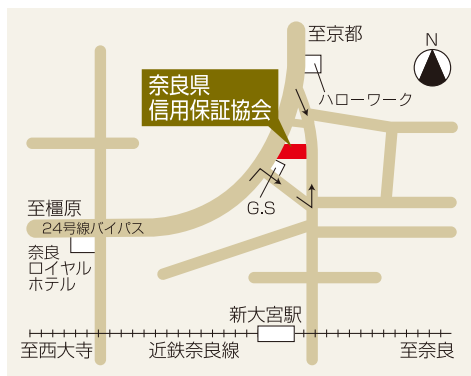 至京都
N
奈良県
信用保証協会
ハローワーク
至橿原
24号線バイパス
G.S
奈良
ロイヤル
ホテル
新大宮駅
至西大寺
近鉄奈良線
至奈良